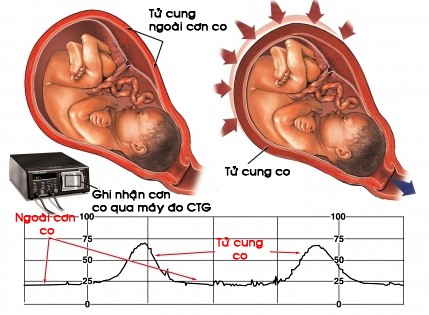 Tử cung
ngoài cơn co
Tử cung co
Ghi nhận cơn
co qua máy đo CTG
Ngoài cơn
co
Tử cung
co
100
75
50
25
0
100
75
50
25
0